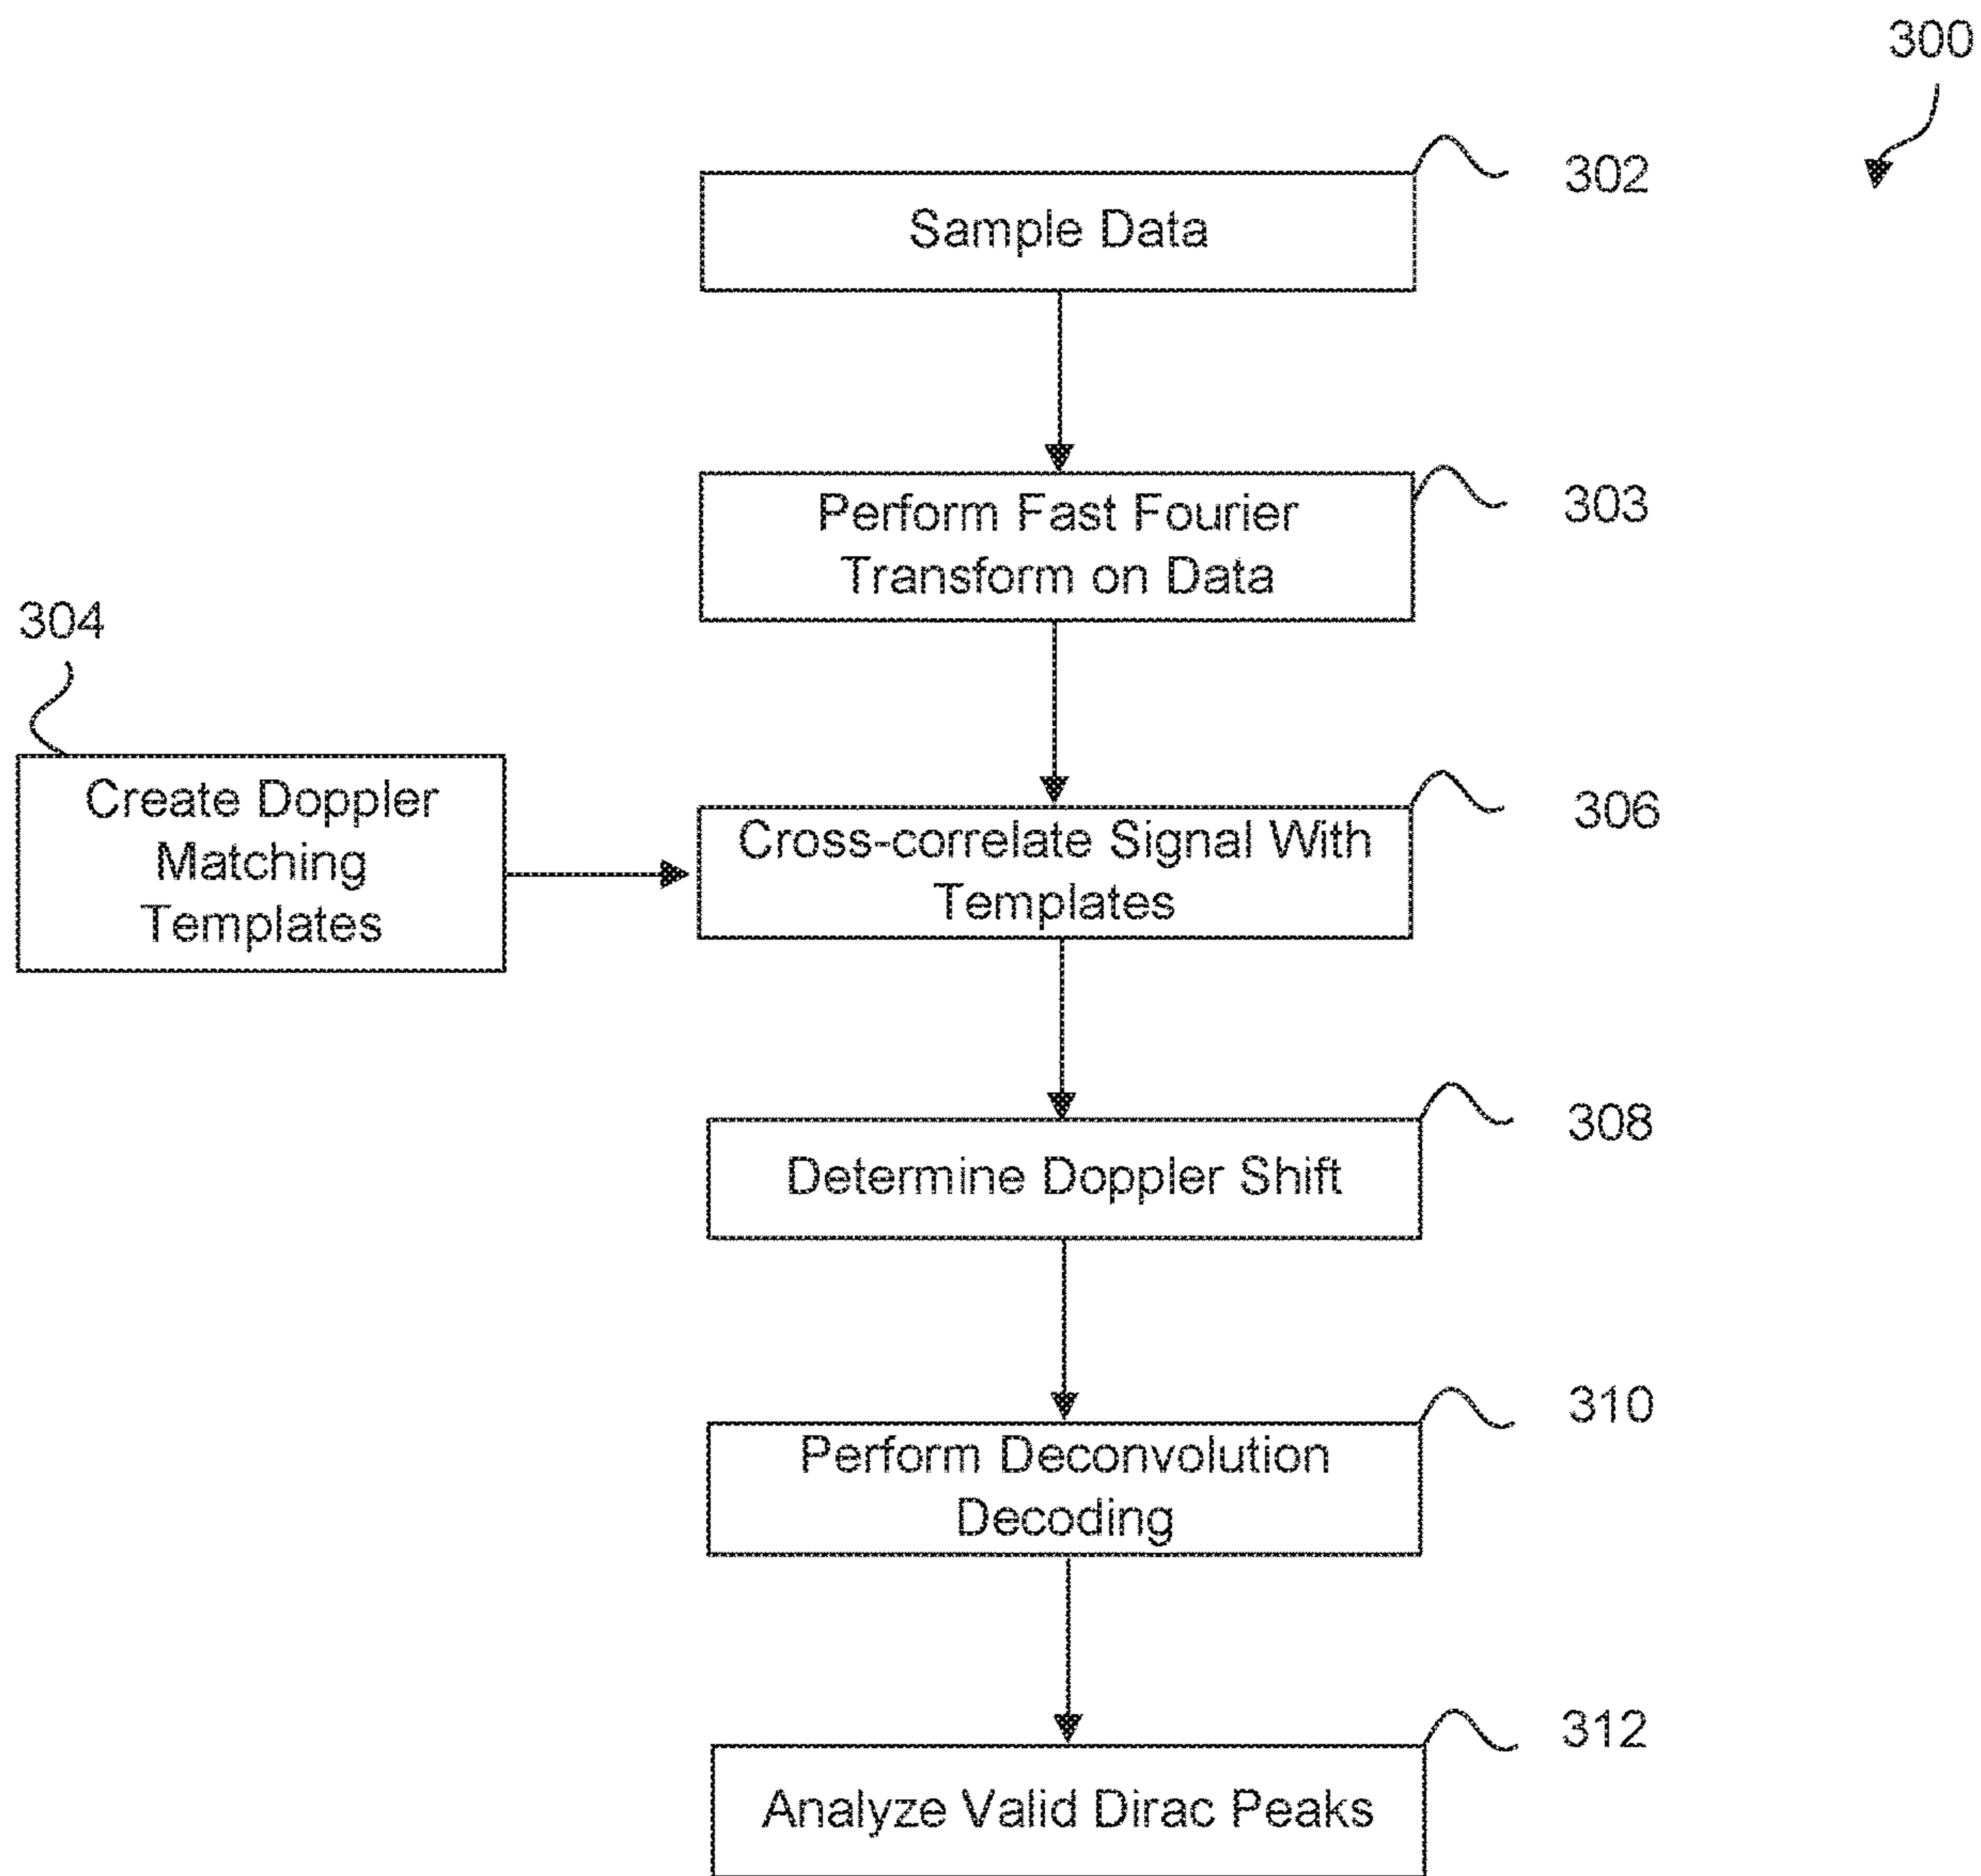 300
302
Sample Data
303
Perform Fast Fourier
Transform on Data
304
Create Doppler
Matching
Templates
306
Cross-correlate Signal With
Templates
308
Determine Doppler Shift
310
Perform Deconvolution
Decoding
312
Analyze Valid Dirac Peaks